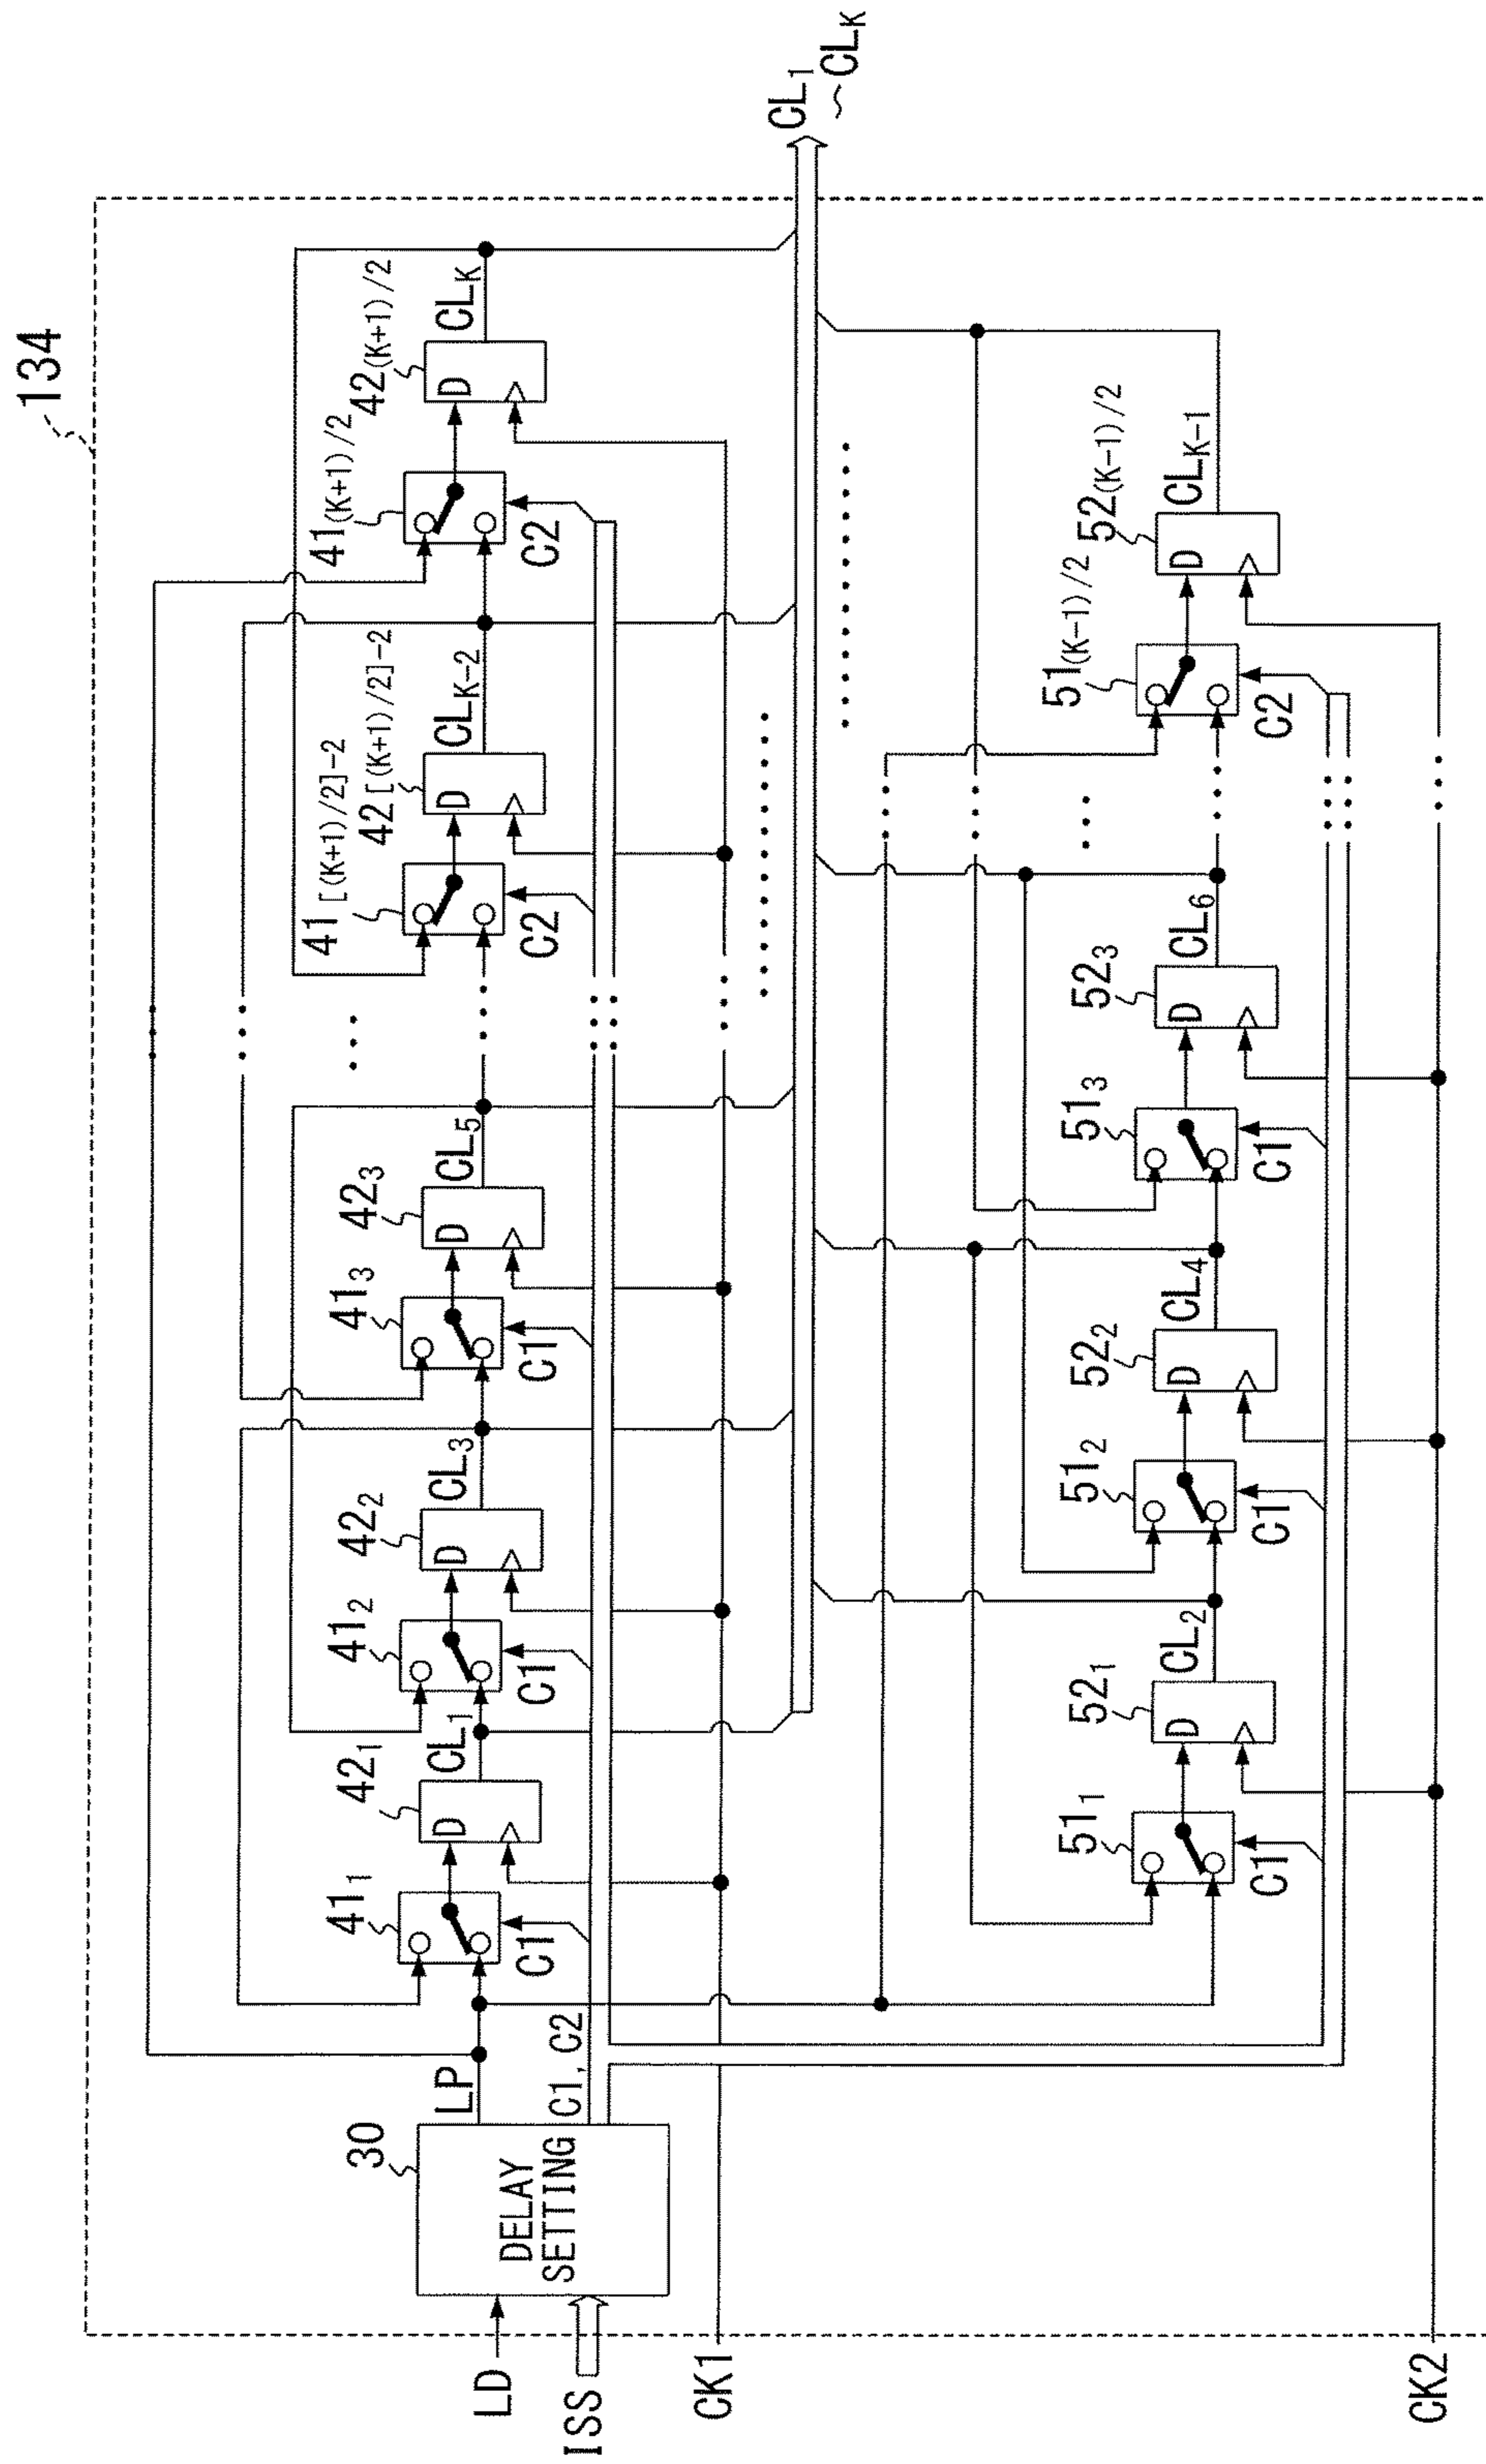 134
LD
ISS
CK1
CK2
30
DELAY
SETTING
LP
C1, C2
41₁
C1
42₁
D
CL₁
41₂
C1
42₂
D
CL₃
41₃
C1
42₃
D
CL₅
41[(K+1)/2]-2
C2
42[(K+1)/2]-2
D
CLK-2
41(K+1)/2
C2
42(K+1)/2
D
CLK
CL₁
~
CLK
51₁
C1
52₁
D
CL₂
51₂
C1
52₂
D
CL₄
51₃
C1
52₃
D
CL₆
51(K-1)/2
C2
52(K-1)/2
D
CLK-1